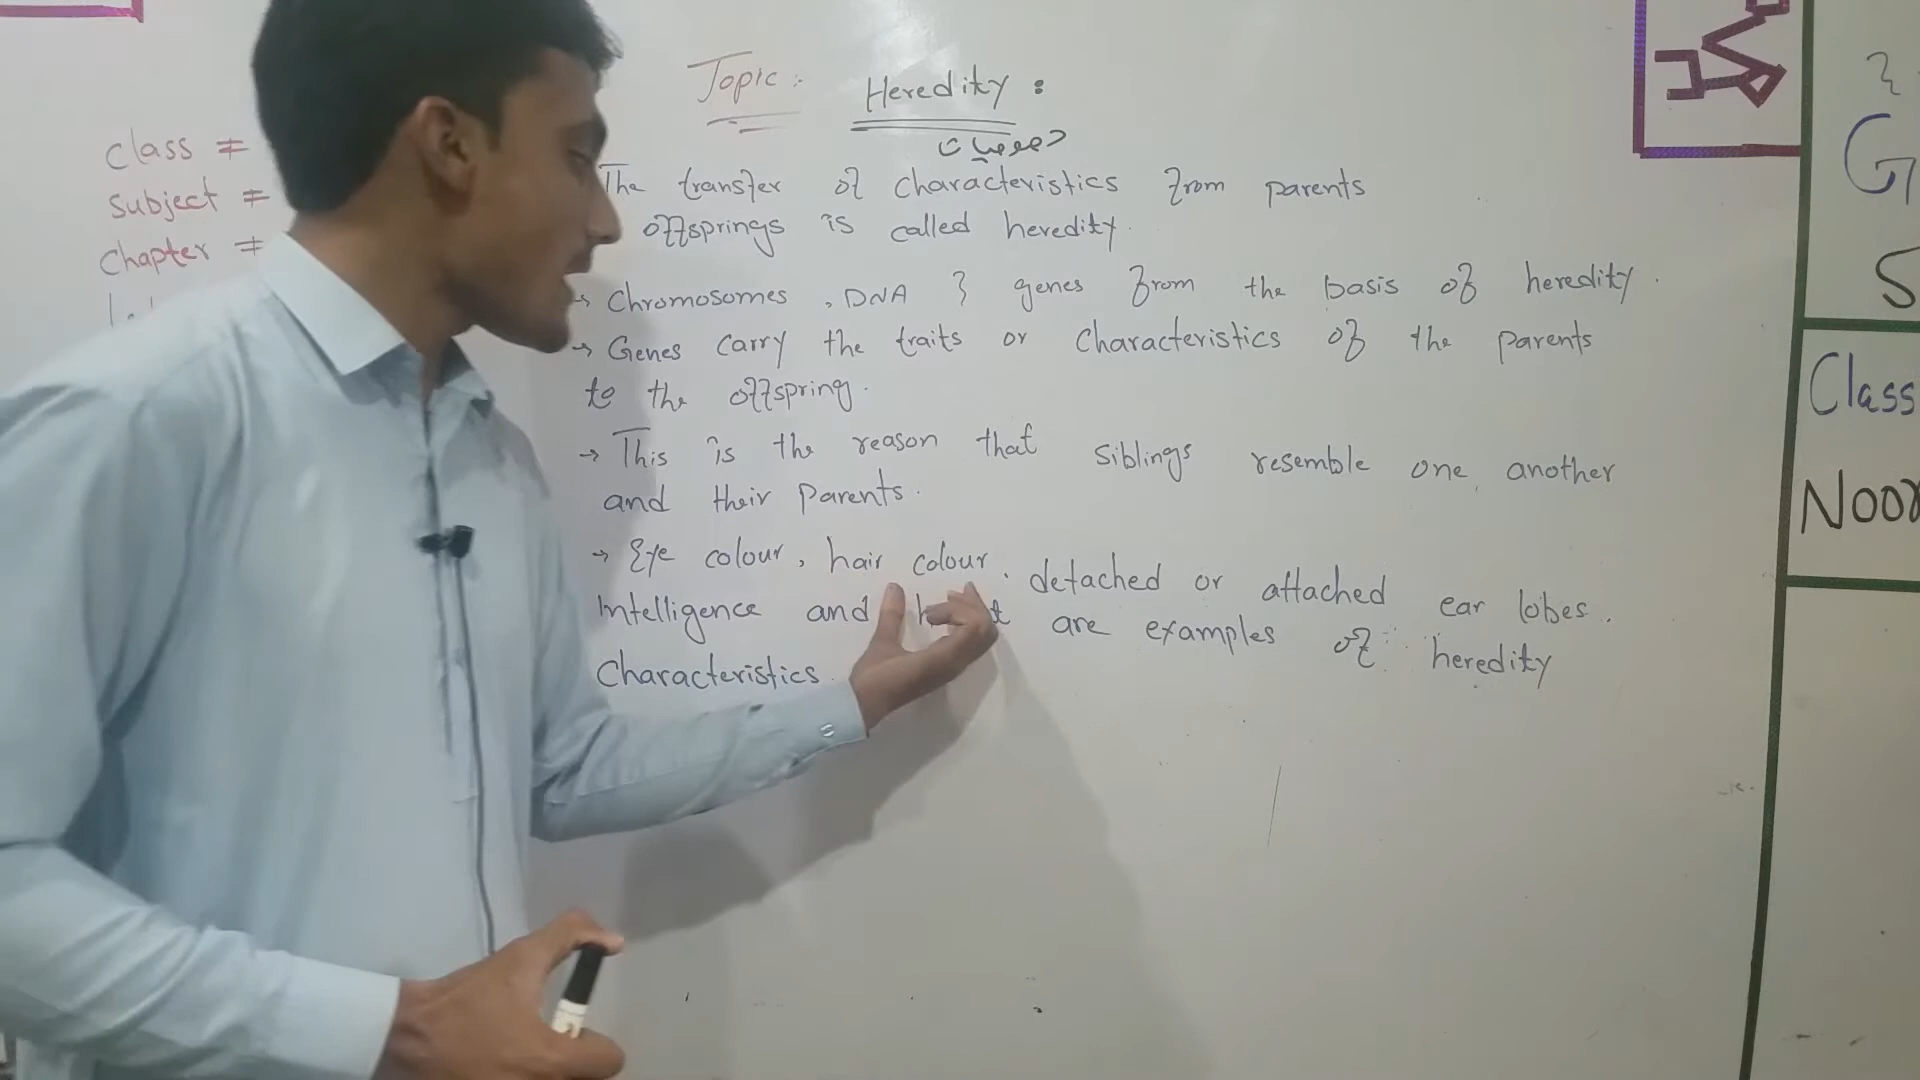 Topic: Heredity:
class =
subject =
chapter =
The transfer of characteristics from parents
offsprings is called heredity.
→ Chromosomes, DNA & genes from the basis of heredity.
→ Genes carry the traits or characteristics of the parents
to the offspring.
→ This is the reason that siblings resemble one another
and their parents.
→ Eye colour, hair colour, detached or attached ear lobes.
Intelligence and are examples of heredity
Characteristics.
G
S
Class
Noor